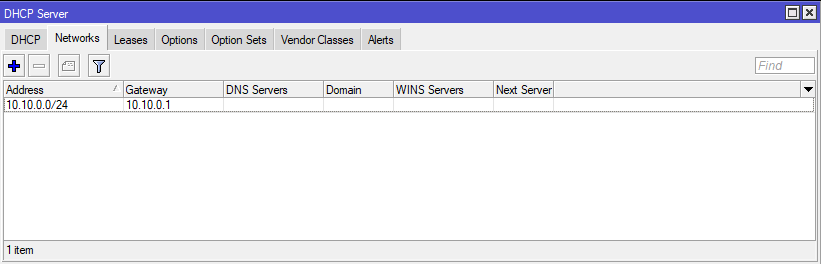 DHCP Server
DHCP Networks Leases Options Option Sets Vendor Classes Alerts
Find
Address Gateway DNS Servers Domain WINS Servers Next Server
10.10.0.0/24 10.10.0.1
1 item